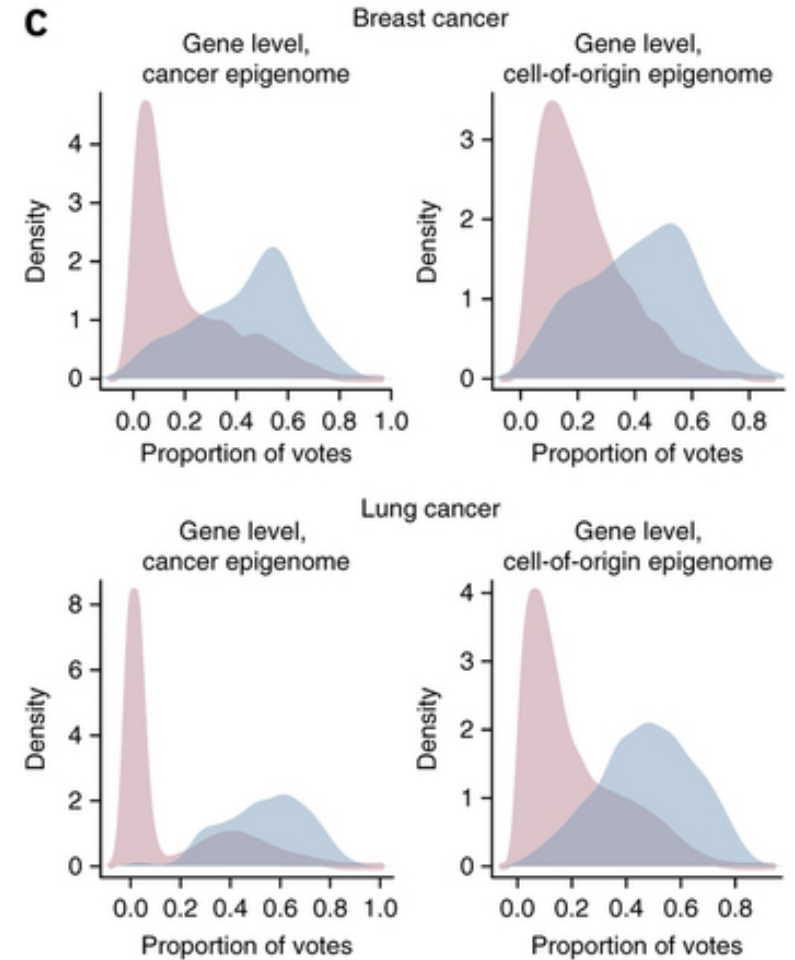 C
Breast cancer
Gene level,
cancer epigenome
Gene level,
cell-of-origin epigenome
Density
4
3
2
1
0
0.0 0.2 0.4 0.6 0.8 1.0
Proportion of votes
Density
3
2
1
0
0.0 0.2 0.4 0.6 0.8
Proportion of votes
Lung cancer
Gene level,
cancer epigenome
Gene level,
cell-of-origin epigenome
Density
8
6
4
2
0
0.0 0.2 0.4 0.6 0.8 1.0
Proportion of votes
Density
4
3
2
1
0
0.0 0.2 0.4 0.6 0.8
Proportion of votes